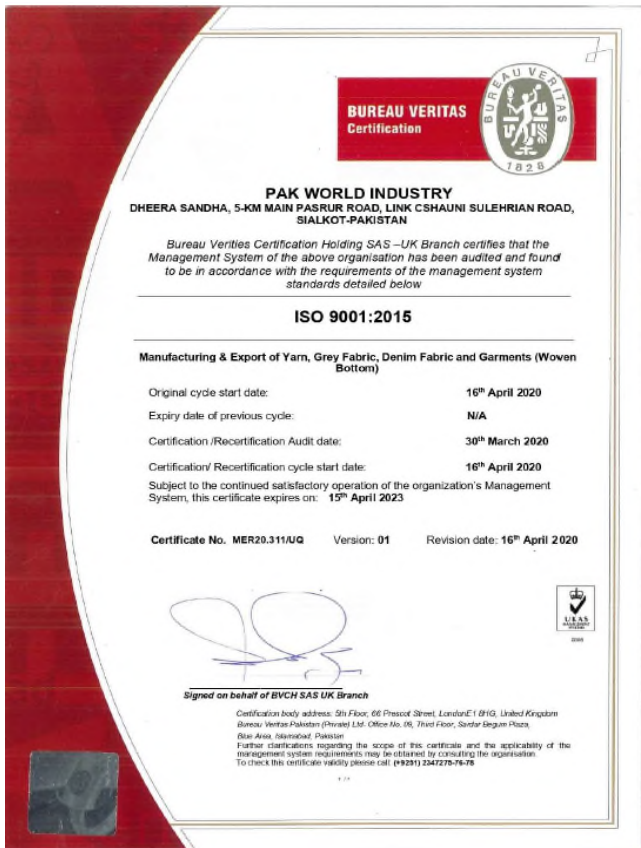 BUREAU VERITAS
Certification
BUREAU VERITAS
1828
PAK WORLD INDUSTRY
DHEERA SANDHA, 5-KM MAIN PASRUR ROAD, LINK CSHAUNI SULEHRIAN ROAD,
SIALKOT-PAKISTAN
Bureau Verities Certification Holding SAS –UK Branch certifies that the
Management System of the above organisation has been audited and found
to be in accordance with the requirements of the management system
standards detailed below
ISO 9001:2015
Manufacturing & Export of Yarn, Grey Fabric, Denim Fabric and Garments (Woven
Bottom)
Original cycle start date: 16th April 2020
Expiry date of previous cycle: N/A
Certification /Recertification Audit date: 30th March 2020
Certification/ Recertification cycle start date: 16th April 2020
Subject to the continued satisfactory operation of the organization's Management
System, this certificate expires on: 15th April 2023
Certificate No. MER20.311/UQ Version: 01 Revision date: 16th April 2020
UKAS
MANAGEMENT
SYSTEMS
Signed on behalf of BVCH SAS UK Branch
Certification body address: 5th Floor, 66 Prescot Street, LondonE1 8HG, United Kingdom
Bureau Veritas Pakistan (Private) Ltd- Office No. 09, Third Floor, Sardar Begum Plaza,
Blue Area, Islamabad, Pakistan
Further clarifications regarding the scope of this certificate and the applicability of the
management system requirements may be obtained by consulting the organisation.
To check this certificate validity please call: (+9251) 2347275-76-78